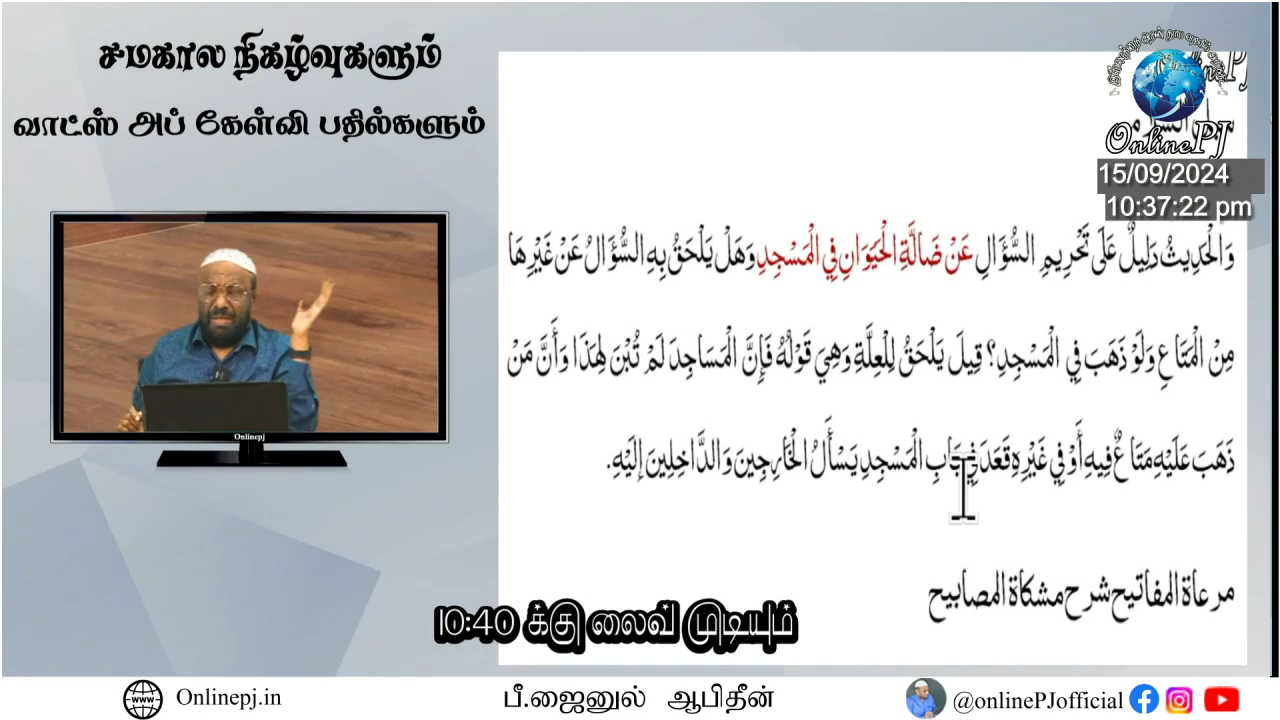 சமகால நிகழ்வுகளும்
வாட்ஸ் அப் கேள்வி பதில்களும்
OnlinePJ
15/09/2024
10:37:22 pm
وَالْحَدِيثُ دَلِيلٌ عَلَى تَحْرِيمِ السُّؤَالِ عَنْ ضَالَّةِ الْحَيَوَانِ فِي الْمَسْجِدِ وَهَلْ يَلْحَقُ بِهِ السُّؤَالُ عَنْ غَيْرِهَا
مِنْ الْمَتَاعِ وَلَوْ ذَهَبَ فِي الْمَسْجِدِ؟ قِيلَ يَلْحَقُ لِلْعِلَّةِ وَهِيَ قَوْلُهُ فَإِنَّ الْمَسَاجِدَ لَمْ تُبْنَ لِهَذَا وَأَنَّ مَنْ
ذَهَبَ عَلَيْهِ مَتَاعٌ فِيهِ أَوْ فِي غَيْرِهِ قَعَدَ فِي بَابِ الْمَسْجِدِ يَسْأَلُ الْخَارِجِينَ وَالدَّاخِلِينَ إلَيْهِ.
مرعاة المفاتيح شرح مشكاة المصابيح
Onlinepj
10:40 க்கு லைவ் முடியும்
Onlinepj.in
பீ.ஜைனுல் ஆபிதீன்
@onlinePJofficial